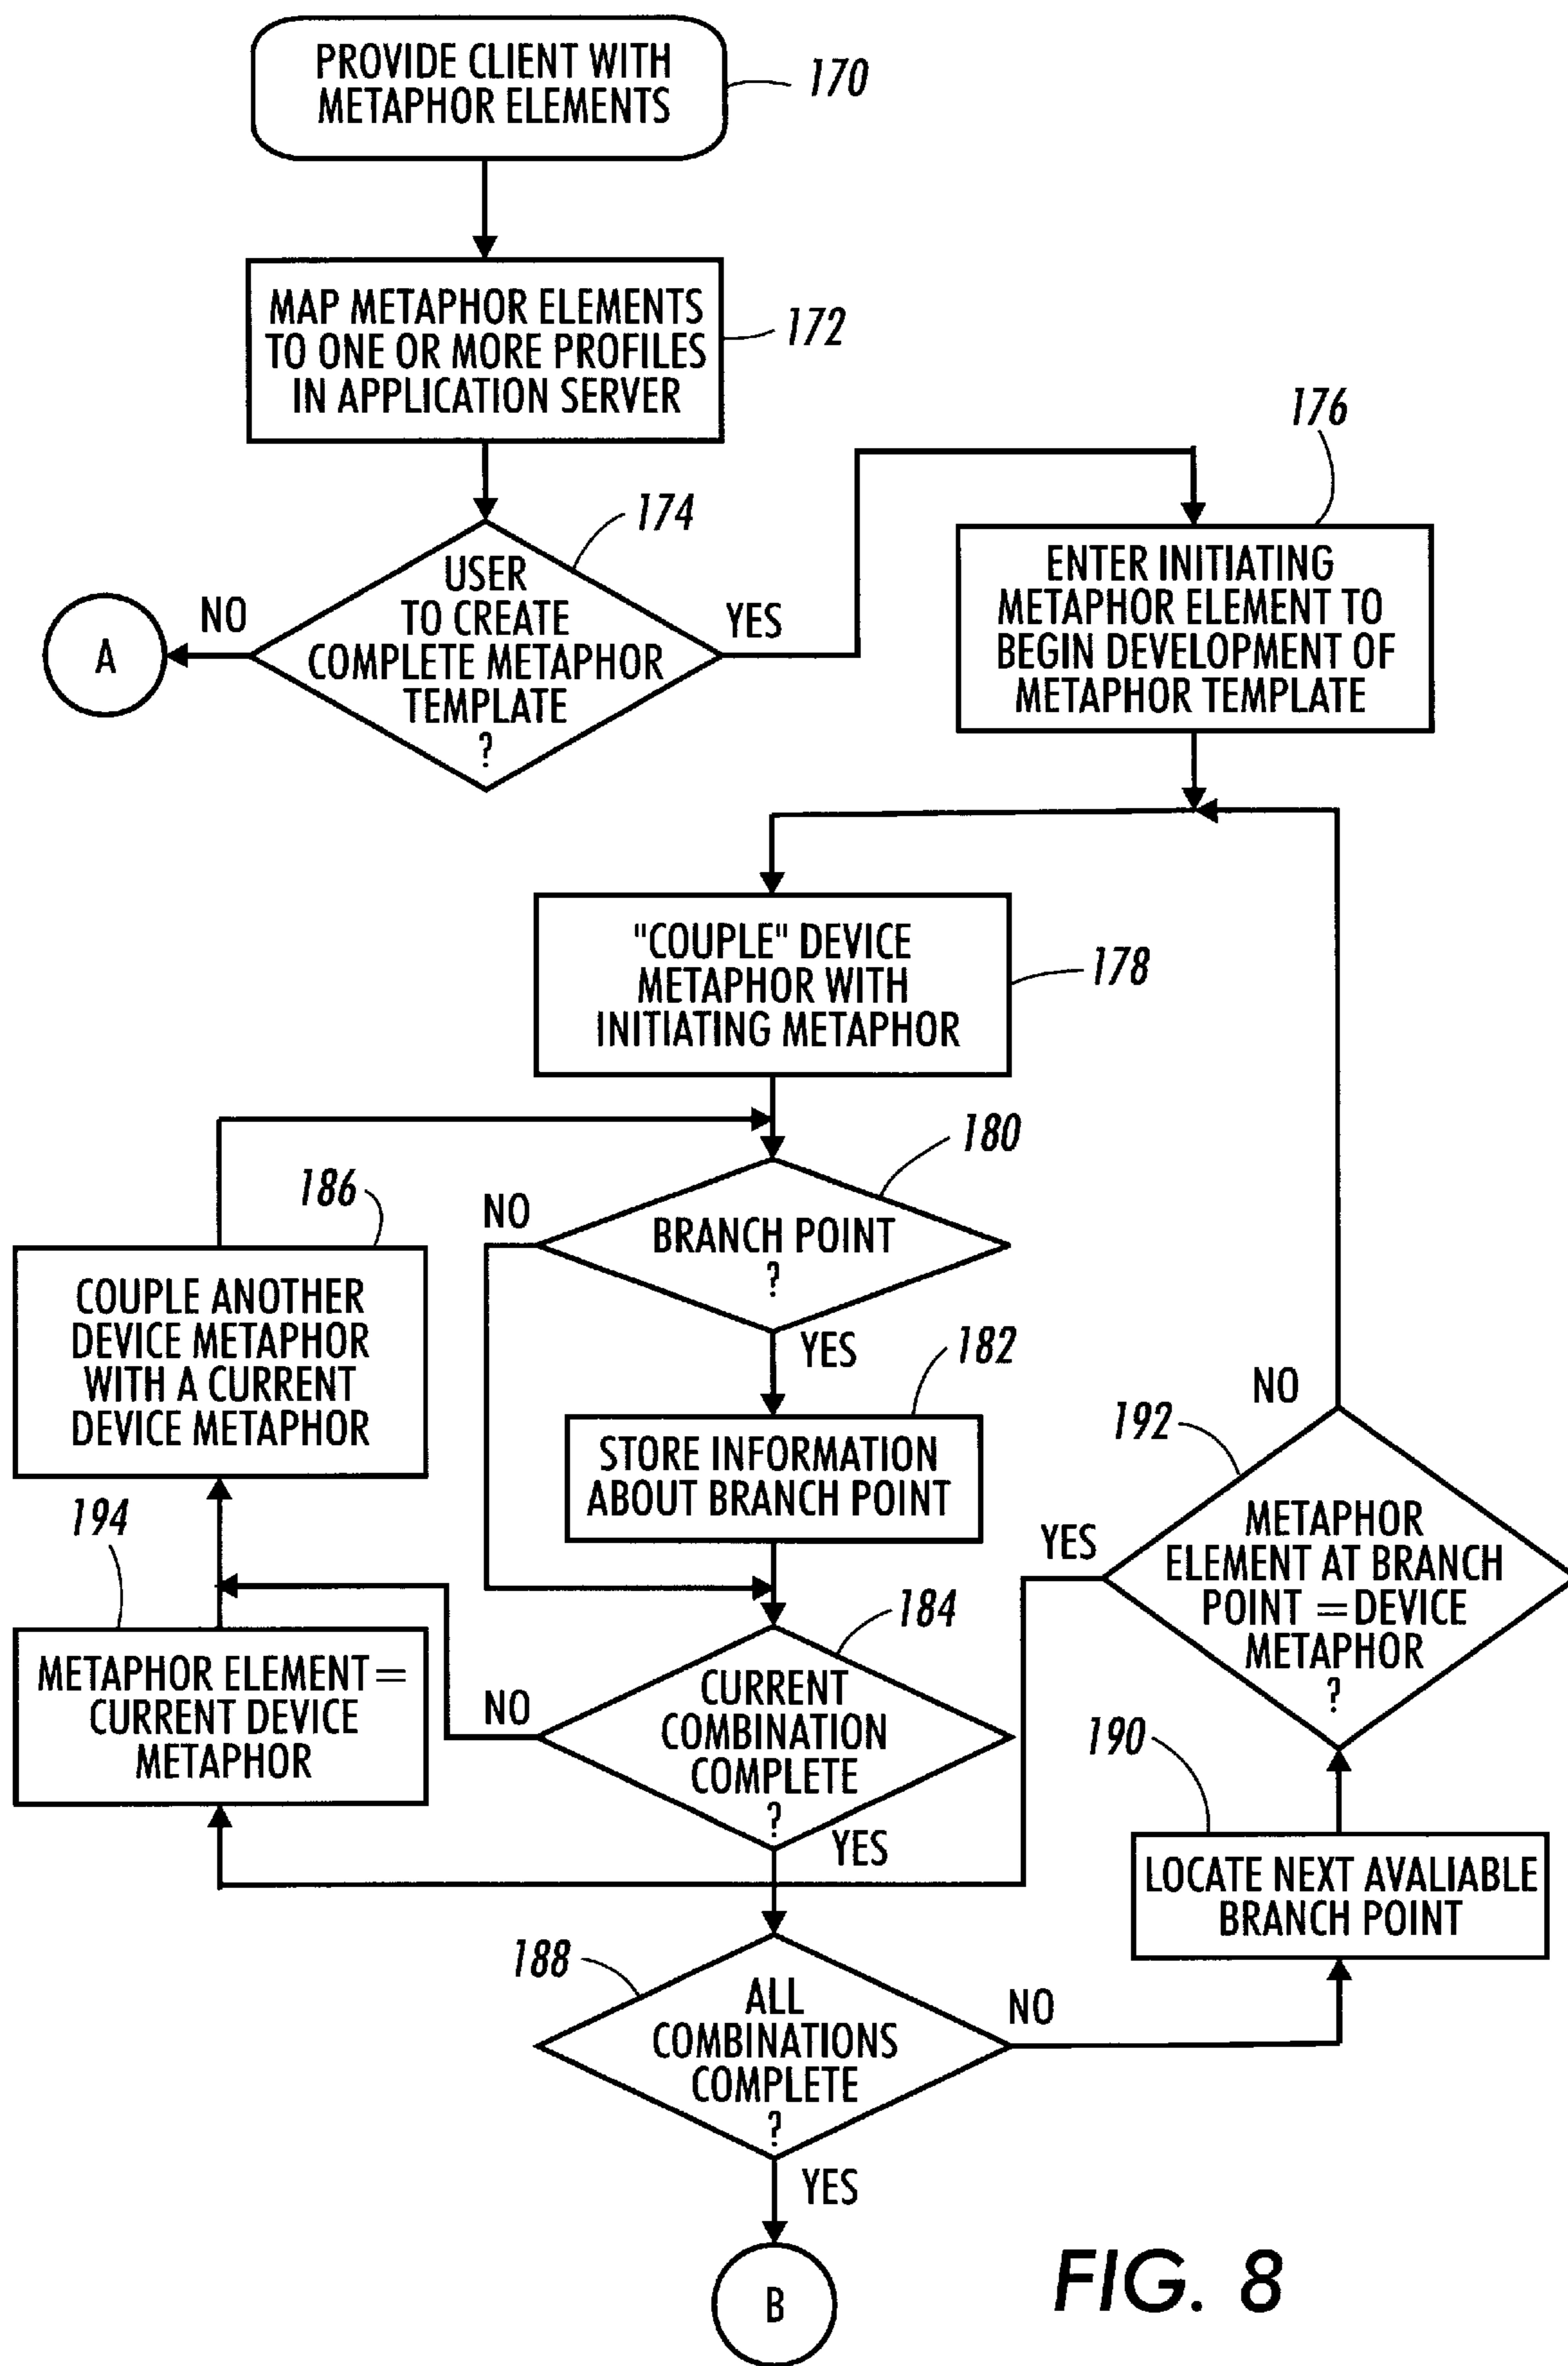 PROVIDE CLIENT WITH
METAPHOR ELEMENTS
170
MAP METAPHOR ELEMENTS
TO ONE OR MORE PROFILES
IN APPLICATION SERVER
172
174
USER
TO CREATE
COMPLETE METAPHOR
TEMPLATE
?
NO
A
YES
176
ENTER INITIATING
METAPHOR ELEMENT TO
BEGIN DEVELOPMENT OF
METAPHOR TEMPLATE
"COUPLE" DEVICE
METAPHOR WITH
INITIATING METAPHOR
178
180
BRANCH POINT
?
NO
YES
186
COUPLE ANOTHER
DEVICE METAPHOR
WITH A CURRENT
DEVICE METAPHOR
182
STORE INFORMATION
ABOUT BRANCH POINT
194
METAPHOR ELEMENT=
CURRENT DEVICE
METAPHOR
184
CURRENT
COMBINATION
COMPLETE
?
NO
YES
192
NO
YES
METAPHOR
ELEMENT AT BRANCH
POINT =DEVICE
METAPHOR
?
190
LOCATE NEXT AVALIABLE
BRANCH POINT
188
ALL
COMBINATIONS
COMPLETE
?
NO
YES
B
FIG. 8